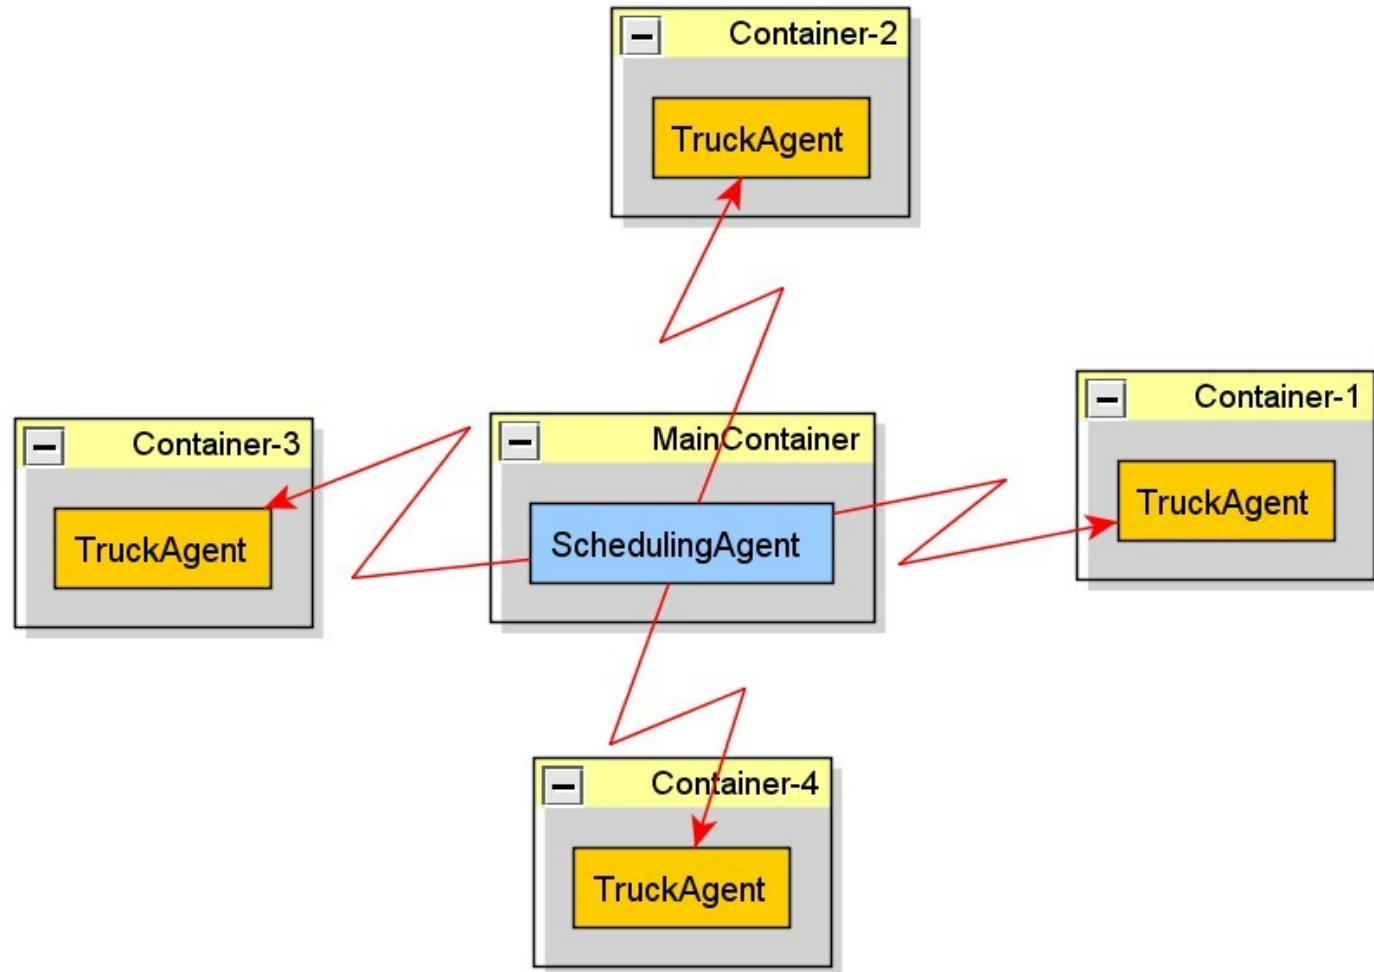 Container-2
TruckAgent
Container-1
TruckAgent
Container-3
TruckAgent
MainContainer
SchedulingAgent
Container-4
TruckAgent